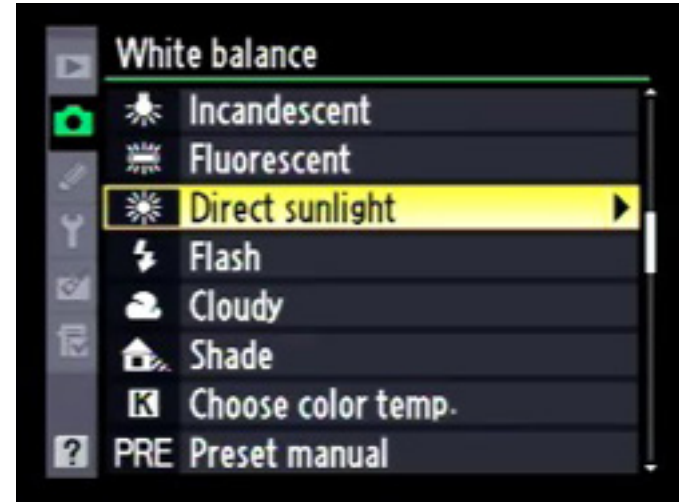 White balance
Incandescent
Fluorescent
Direct sunlight
Flash
Cloudy
Shade
K Choose color temp.
? PRE Preset manual